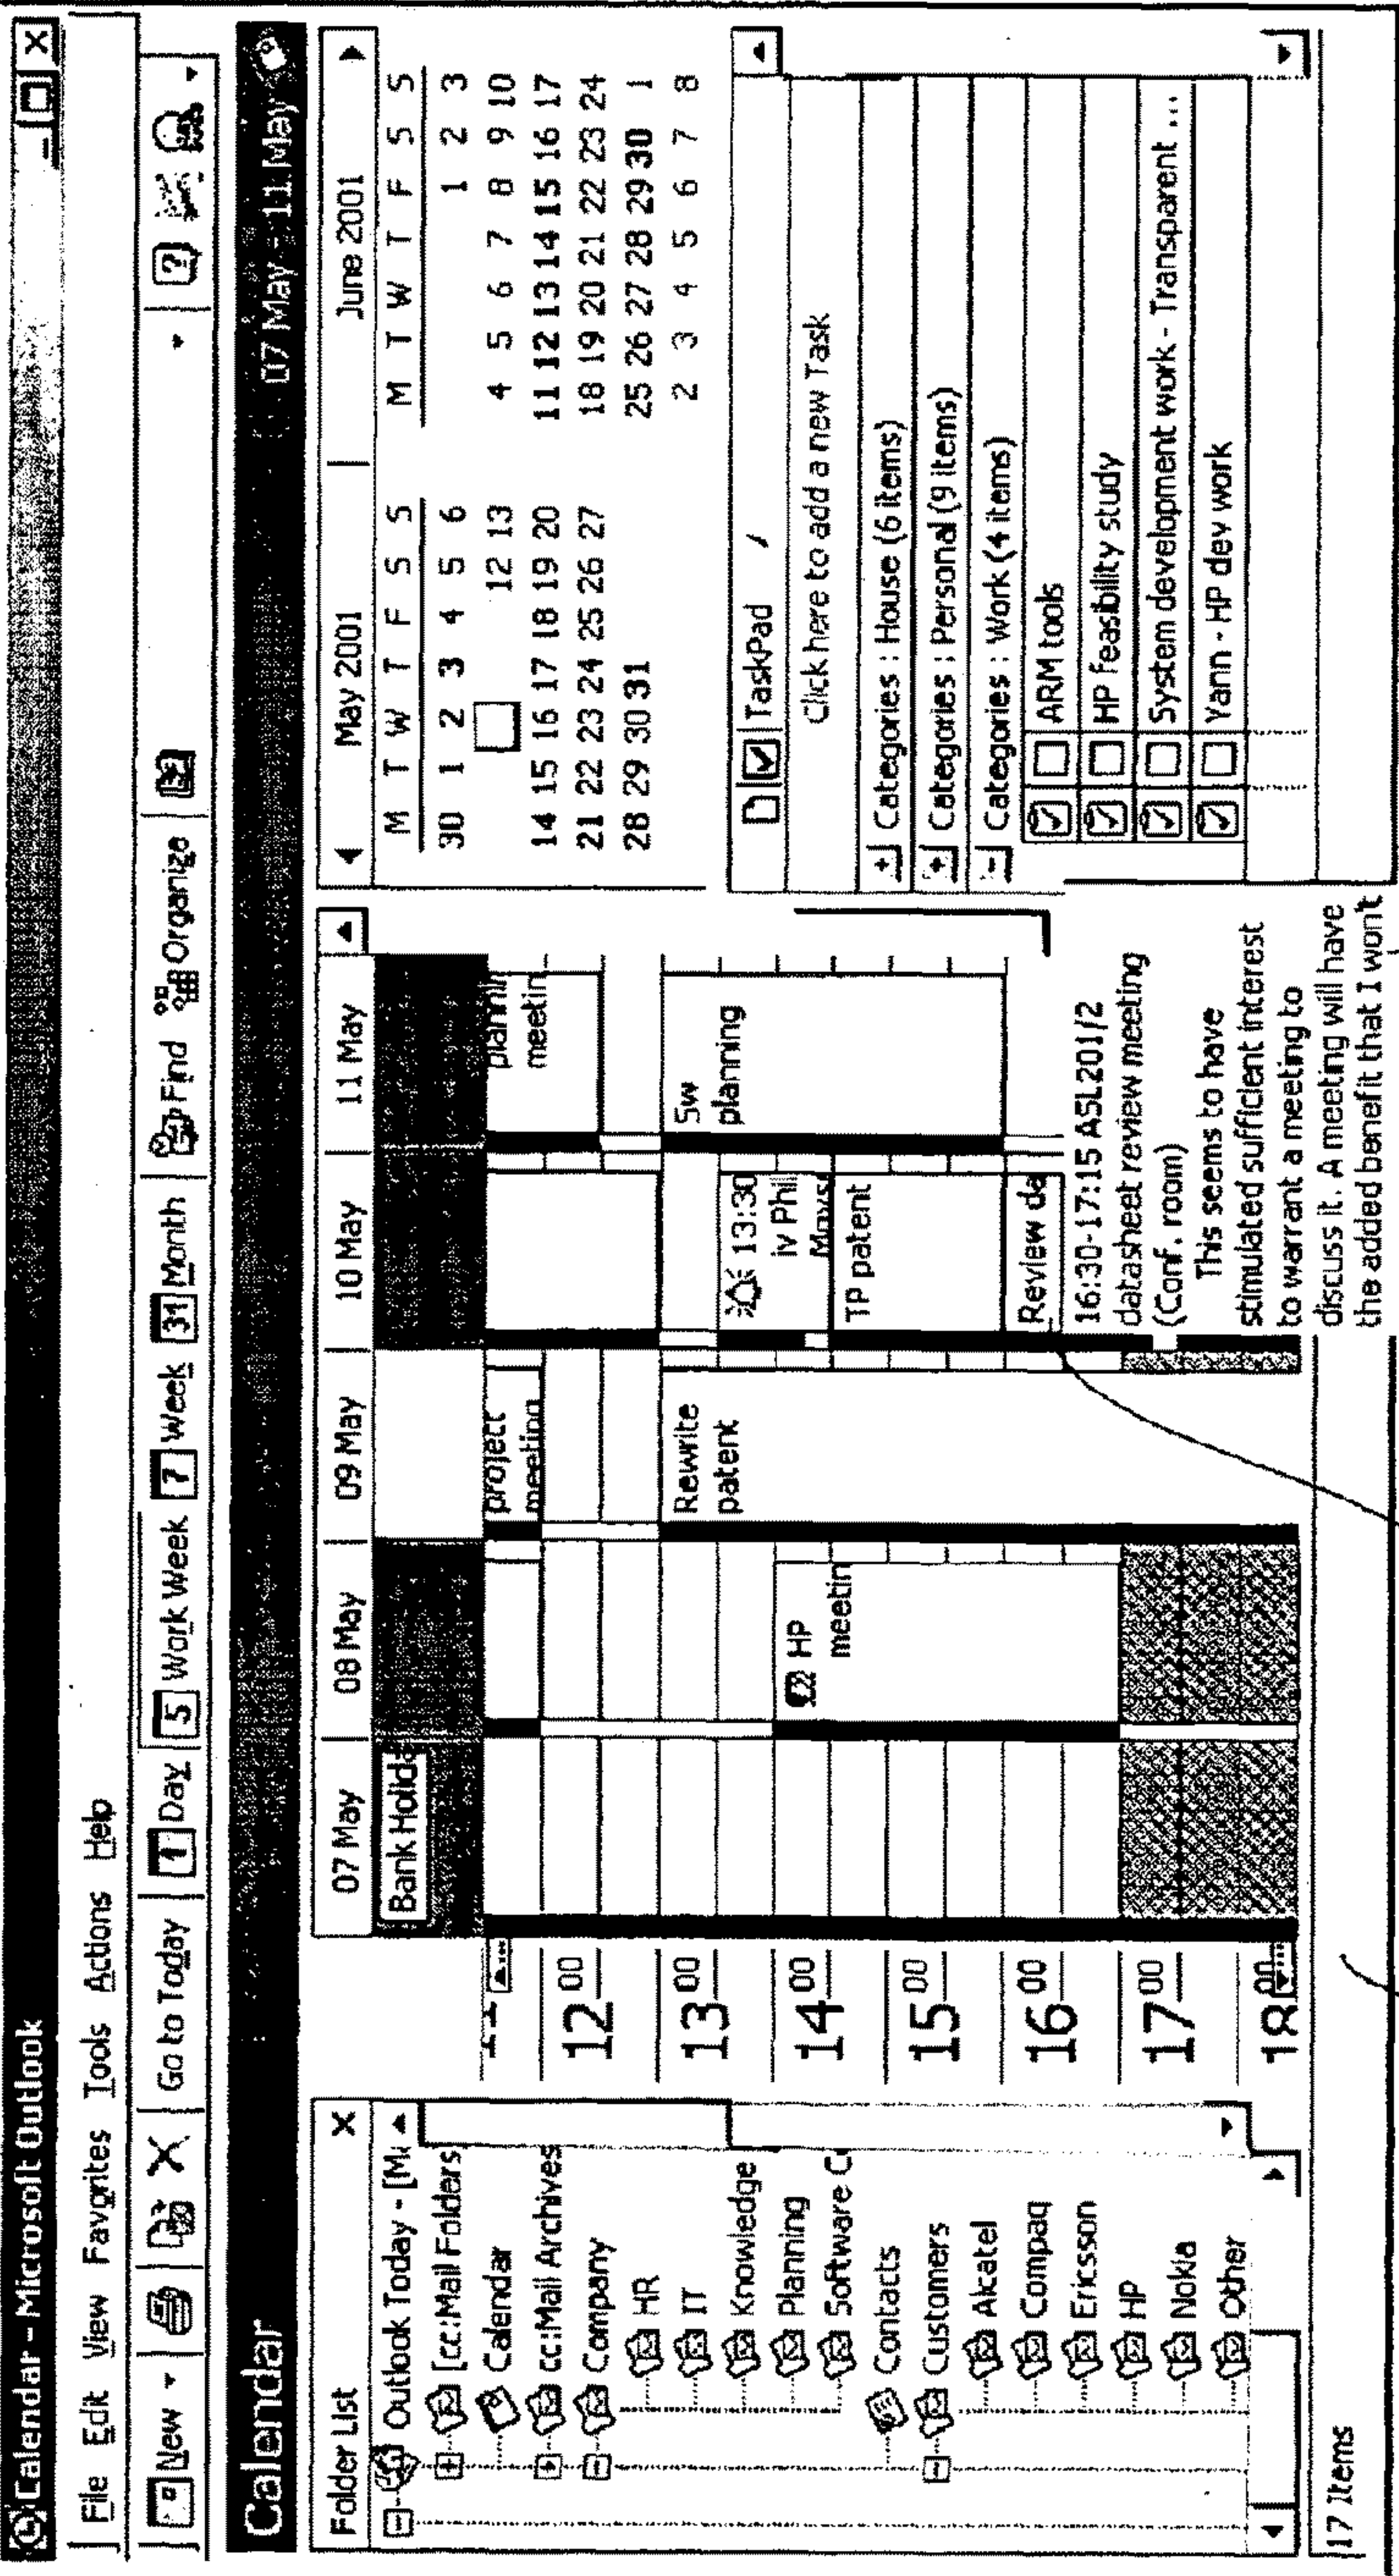 Calendar - Microsoft Outlook
File Edit View Favorites Tools Actions Help
New Go to Today 1 Day 5 Work Week 7 Week 31 Month Find Organize
Calendar 07 May - 11 May
Folder List
Outlook Today - [M
[cc:Mail Folders
Calendar
cc:Mail Archives
Company
HR
IT
Knowledge
Planning
Software C
Contacts
Customers
Alcatel
Compaq
Ericsson
HP
Nokia
Other
17 Items
07 May 08 May 09 May 10 May 11 May
Bank Holid
12 00
13 00
14 00
15 00
16 00
17 00
18 00
HP
meetin
project
meeting
Rewrite
patent
13:30
iv Phil
TP patent
Review da
meetin
Sw
planning
16:30-17:15 ASL201/2
datasheet review meeting
(Conf. room)
This seems to have
stimulated sufficient interest
to warrant a meeting to
discuss it. A meeting will have
the added benefit that I won't
May 2001
M T W T F S S
30 1 2 3 4 5 6
12 13
14 15 16 17 18 19 20
21 22 23 24 25 26 27
28 29 30 31
June 2001
M T W T F S S
1 2 3
4 5 6 7 8 9 10
11 12 13 14 15 16 17
18 19 20 21 22 23 24
25 26 27 28 29 30 1
2 3 4 5 6 7 8
TaskPad
Click here to add a new Task
Categories : House (6 items)
Categories : Personal (9 items)
Categories : Work (4 items)
ARM tools
HP feasibility study
System development work - Transparent ...
Yann - HP dev work